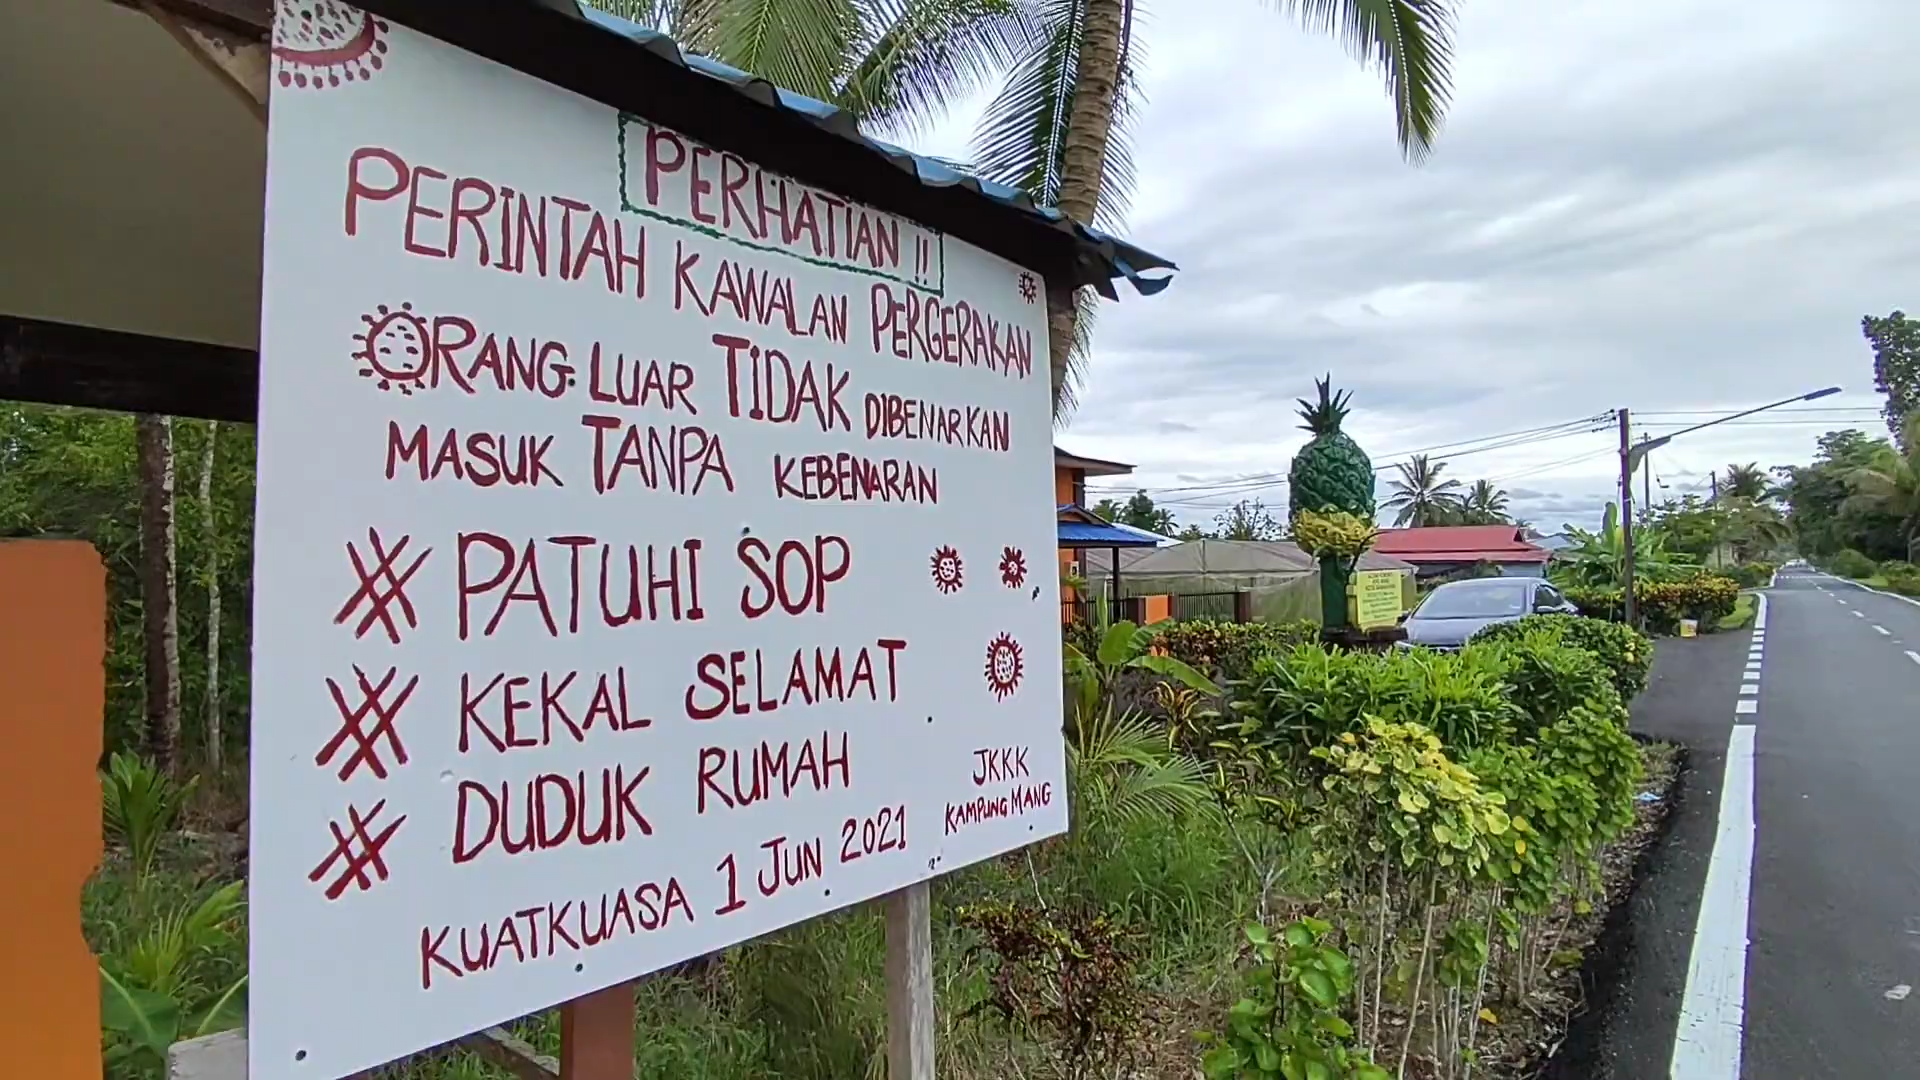 PERHATIAN !!
PERINTAH KAWALAN PERGERAKAN
ORANG LUAR TIDAK DIBENARKAN
MASUK TANPA KEBENARAN
# PATUHI SOP
# KEKAL SELAMAT
# DUDUK RUMAH
KUATKUASA 1 JUN 2021
JKKK
KAMPUNG MANG